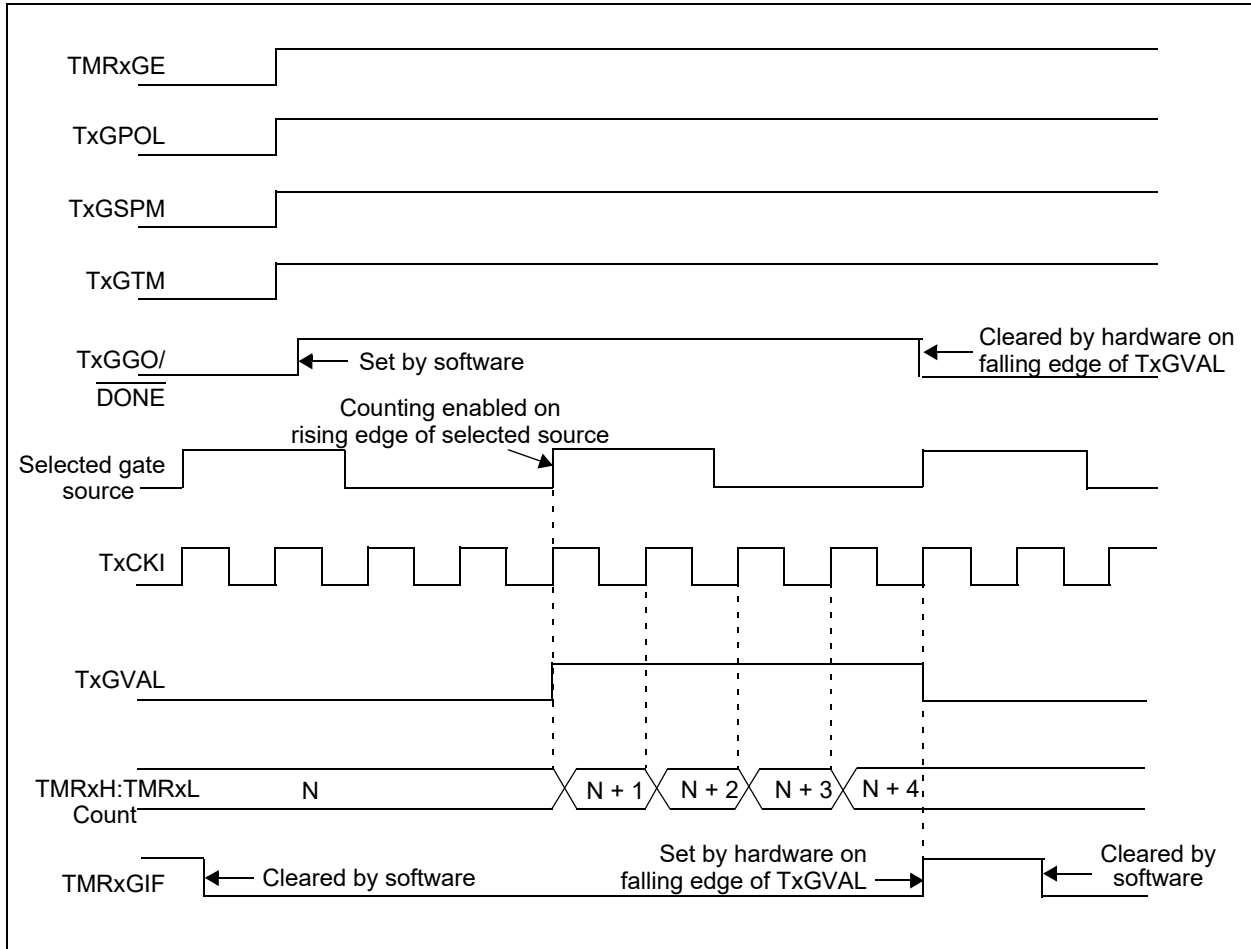 TMRxGE
TxGPOL
TxGSPM
TxGTM
TxGGO/
DONE
Set by software
Cleared by hardware on
falling edge of TxGVAL
Counting enabled on
rising edge of selected source
Selected gate
source
TxCKI
TxGVAL
TMRxH:TMRxL
Count
N
N + 1
N + 2
N + 3
N + 4
TMRxGIF
Cleared by software
Set by hardware on
falling edge of TxGVAL
Cleared by
software